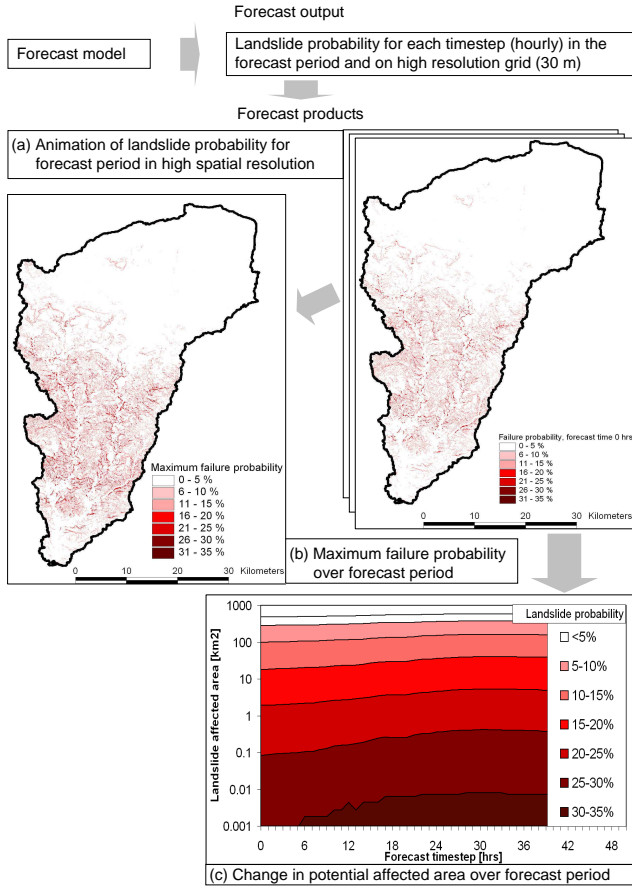 Forecast output
Forecast model
Landslide probability for each timestep (hourly) in the
forecast period and on high resolution grid (30 m)
Forecast products
(a) Animation of landslide probability for
forecast period in high spatial resolution
Maximum failure probability
0 - 5 %
6 - 10 %
11 - 15 %
16 - 20 %
21 - 25 %
26 - 30 %
31 - 35 %
0 10 20 30 Kilometers
Failure probability, forecast time 0 hrs
0 - 5 %
6 - 10 %
11 - 15 %
16 - 20 %
21 - 25 %
26 - 30 %
31 - 35 %
0 10 20 30 Kilometers
(b) Maximum failure probability
over forecast period
Landslide affected area [km2]
1000
100
10
1
0.1
0.01
0.001
0 6 12 18 24 30 36 42 48
Forecast timestep [hrs]
Landslide probability
<5%
5-10%
10-15%
15-20%
20-25%
25-30%
30-35%
(c) Change in potential affected area over forecast period